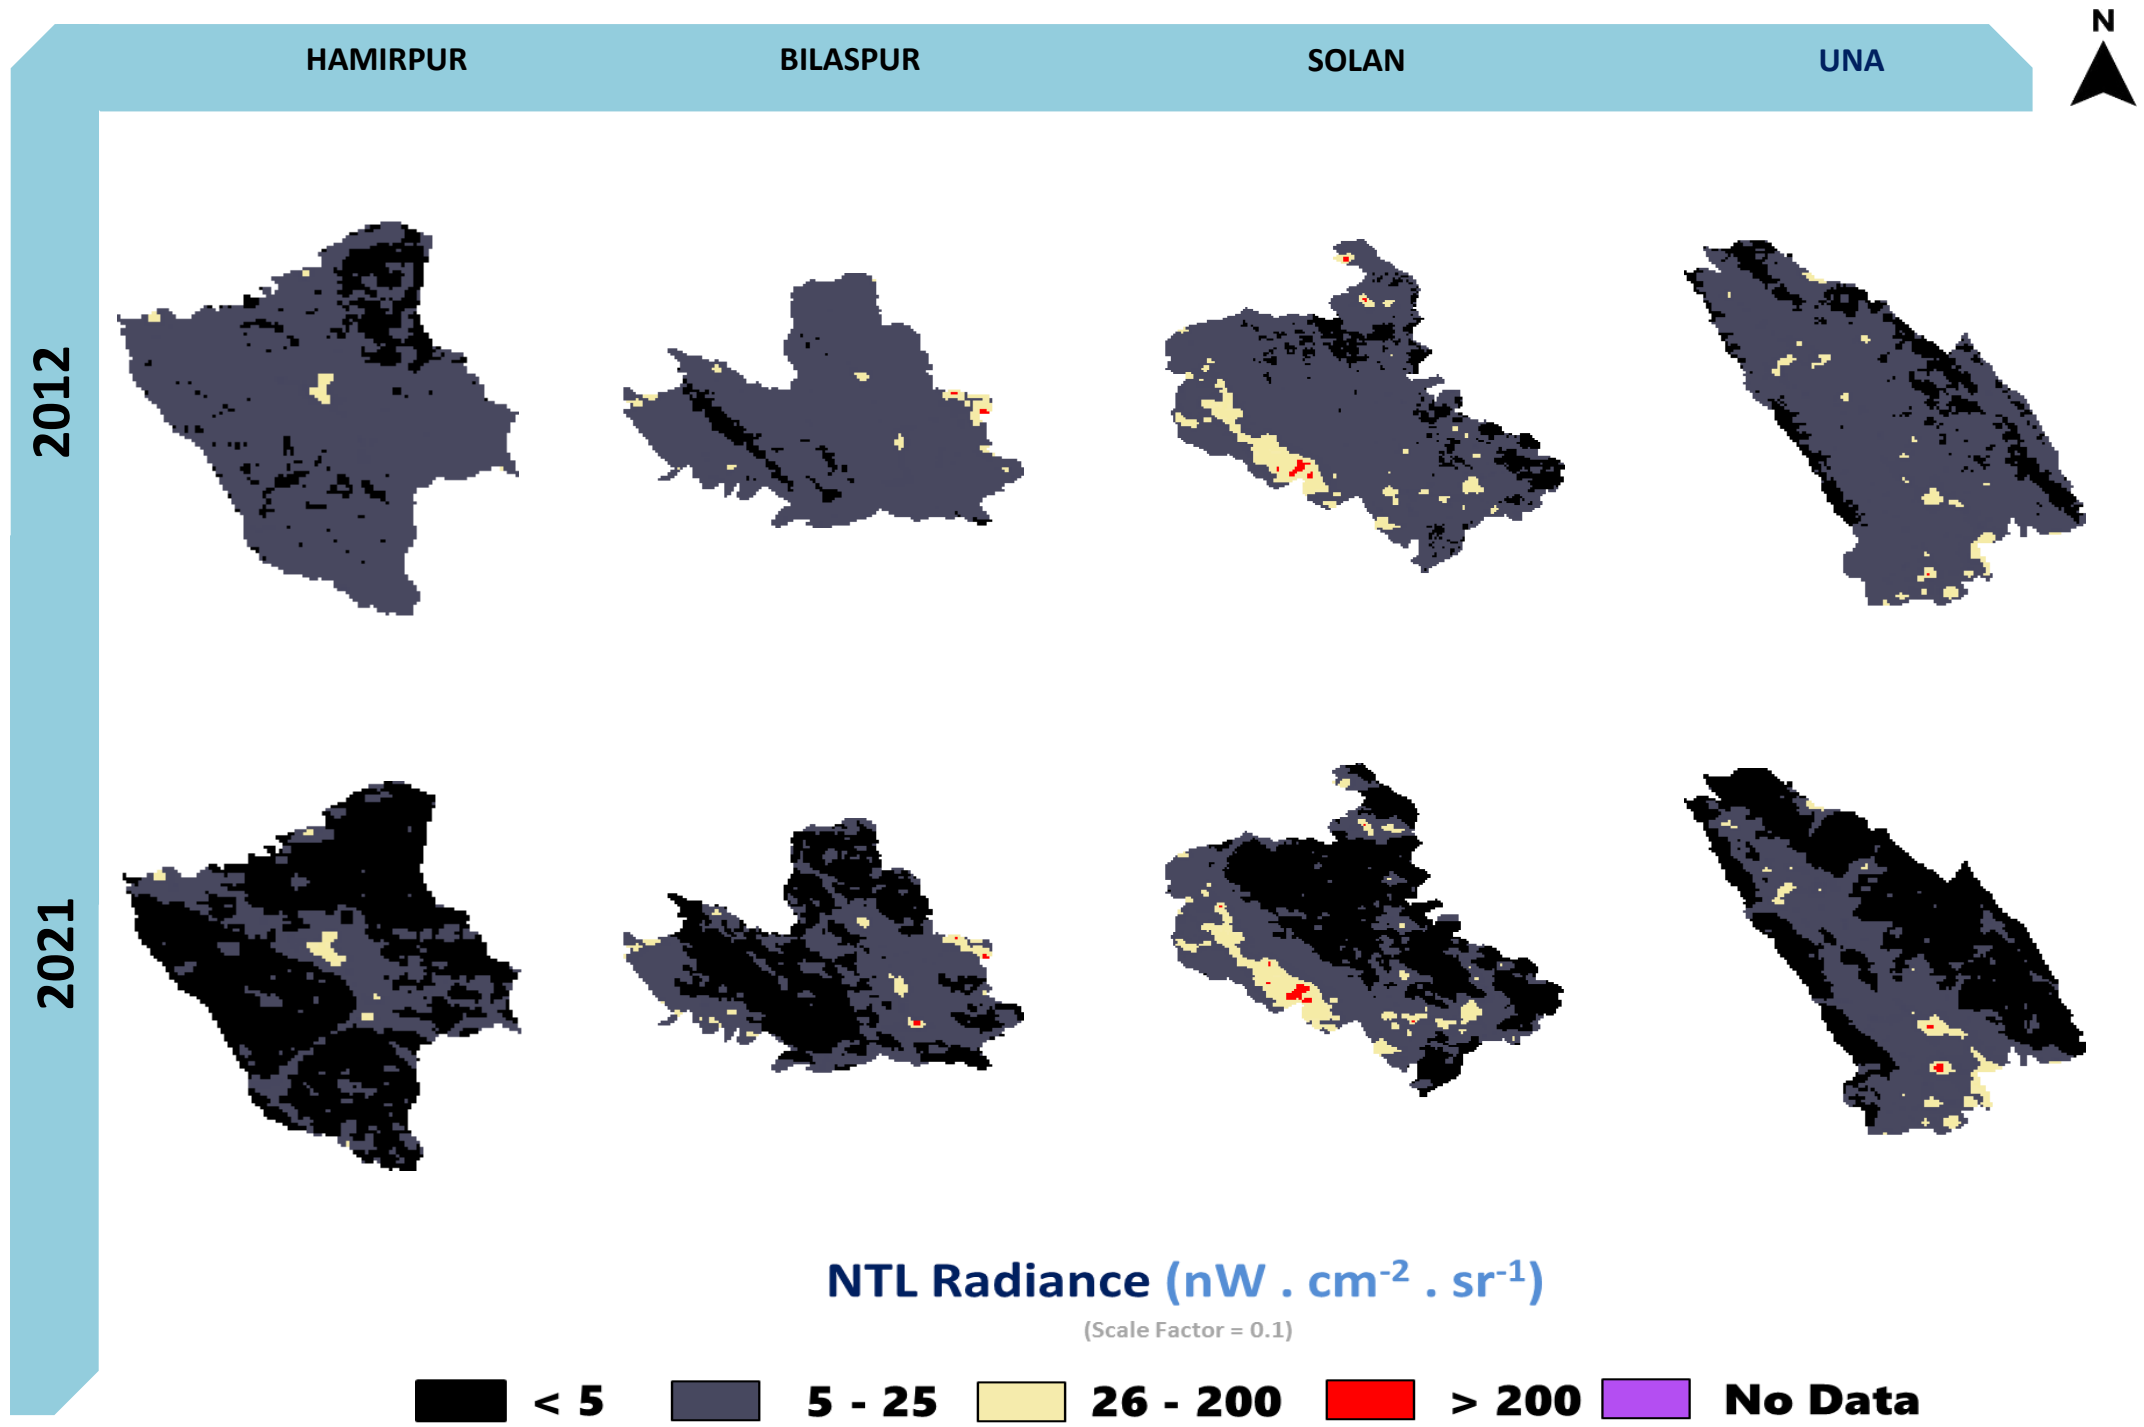 N
HAMIRPUR BILASPUR SOLAN UNA
2012
2021
NTL Radiance (nW . cm-2 . sr-1)
(Scale Factor = 0.1)
< 5 5 - 25 26 - 200 > 200 No Data